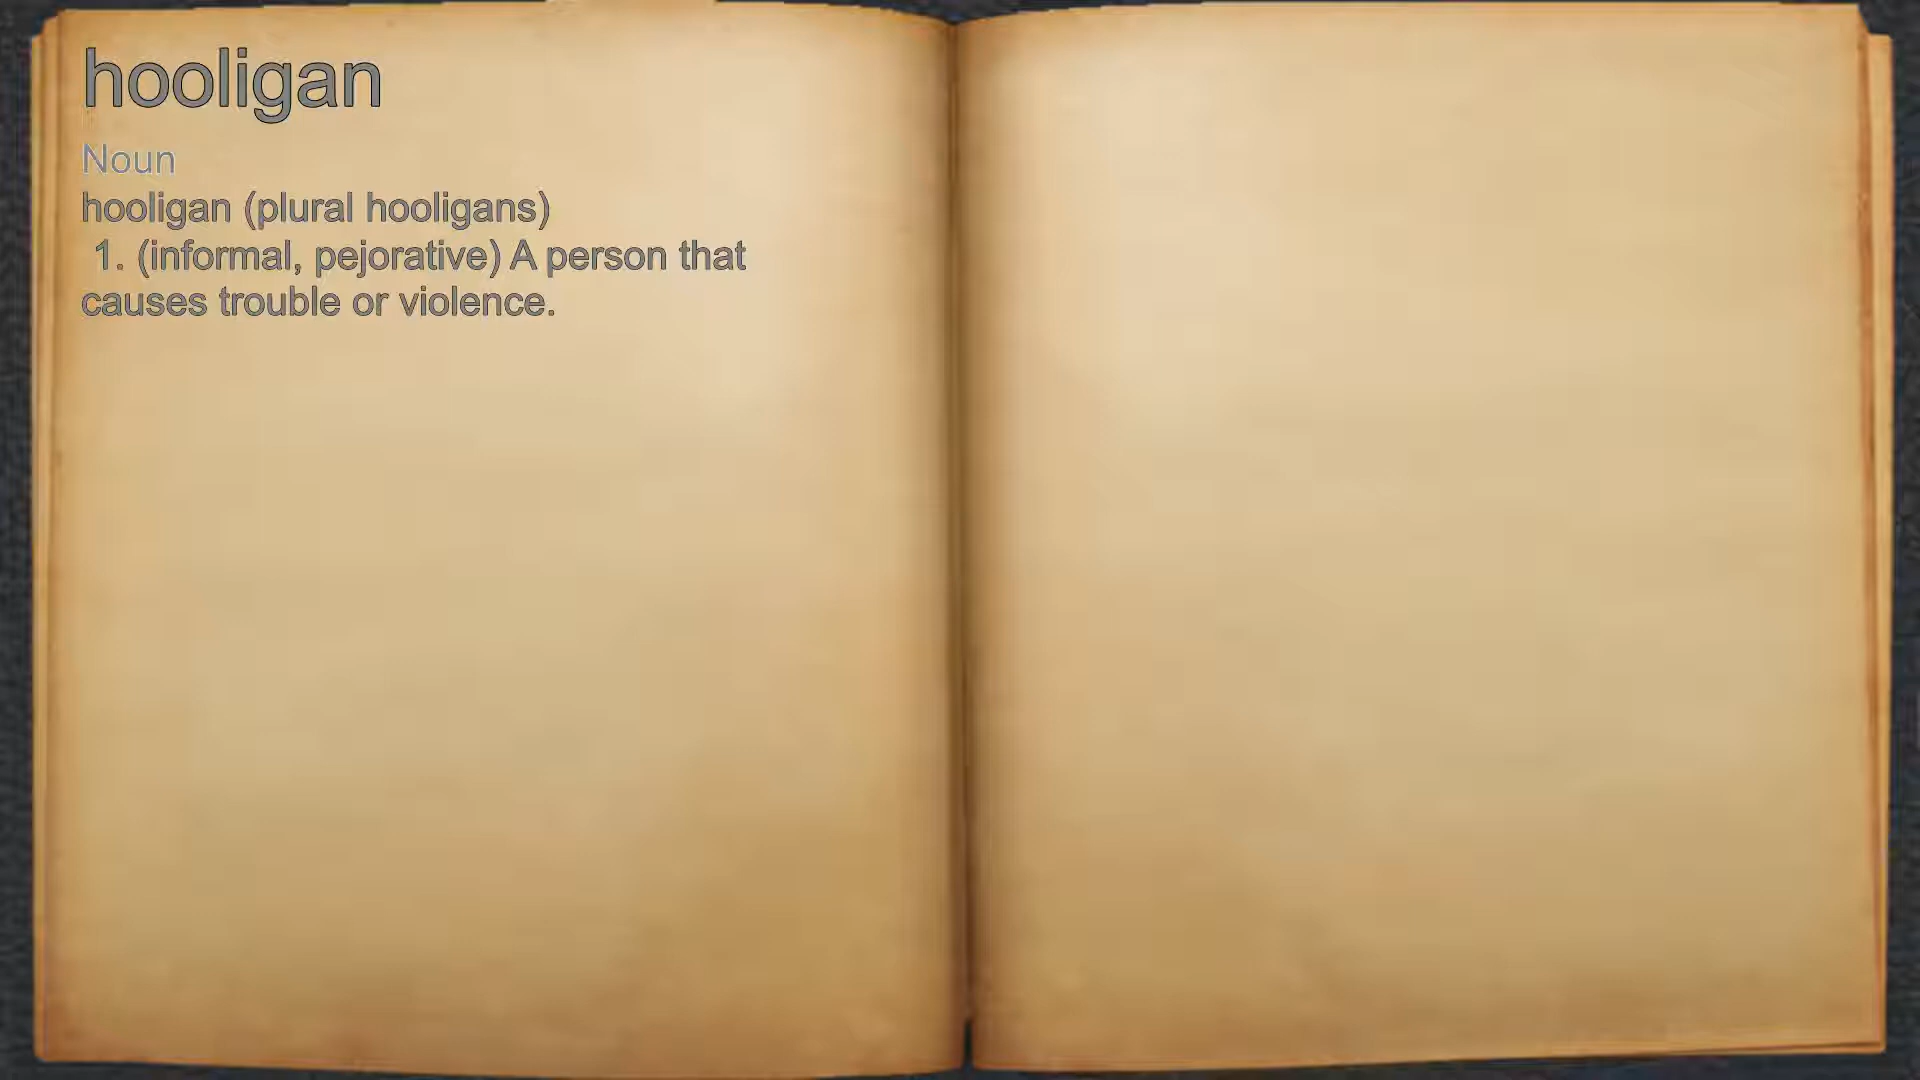 hooligan
Noun
hooligan (plural hooligans)
1. (informal, pejorative) A person that
causes trouble or violence.